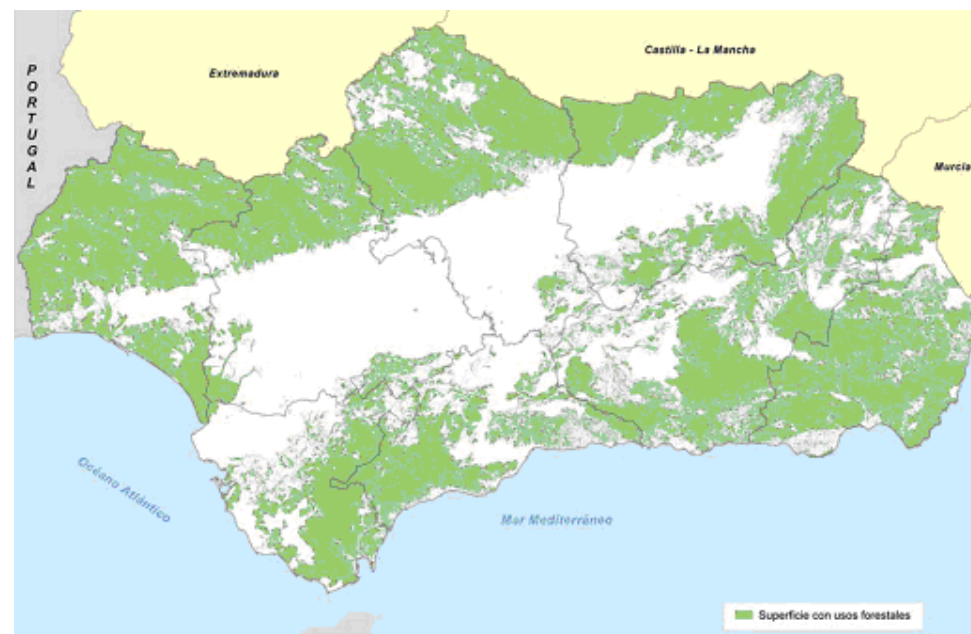 Castilla - La Mancha
Extremadura
PORTUGAL
Murcia
Océano Atlántico
Mar Mediterráneo
Superficie con usos forestales